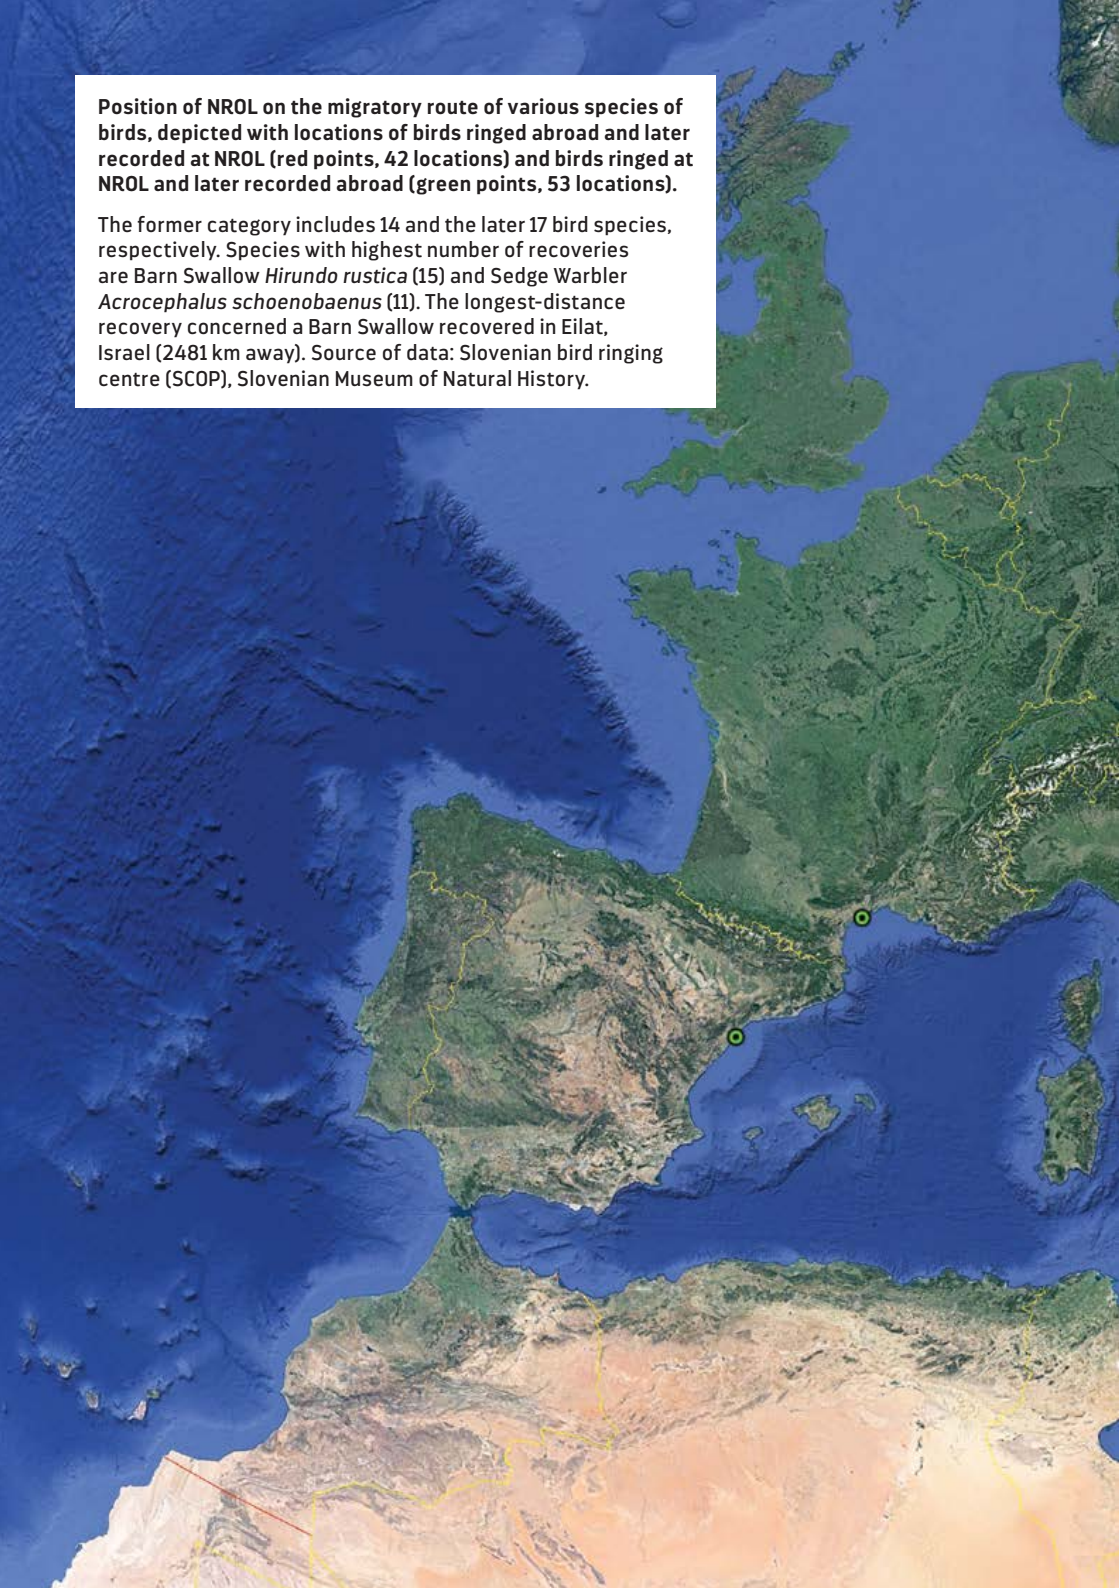 Position of NROL on the migratory route of various species of
birds, depicted with locations of birds ringed abroad and later
recorded at NROL (red points, 42 locations) and birds ringed at
NROL and later recorded abroad (green points, 53 locations).
The former category includes 14 and the later 17 bird species,
respectively. Species with highest number of recoveries
are Barn Swallow Hirundo rustica (15) and Sedge Warbler
Acrocephalus schoenobaenus (11). The longest-distance
recovery concerned a Barn Swallow recovered in Eilat,
Israel (2481 km away). Source of data: Slovenian bird ringing
centre (SCOP), Slovenian Museum of Natural History.